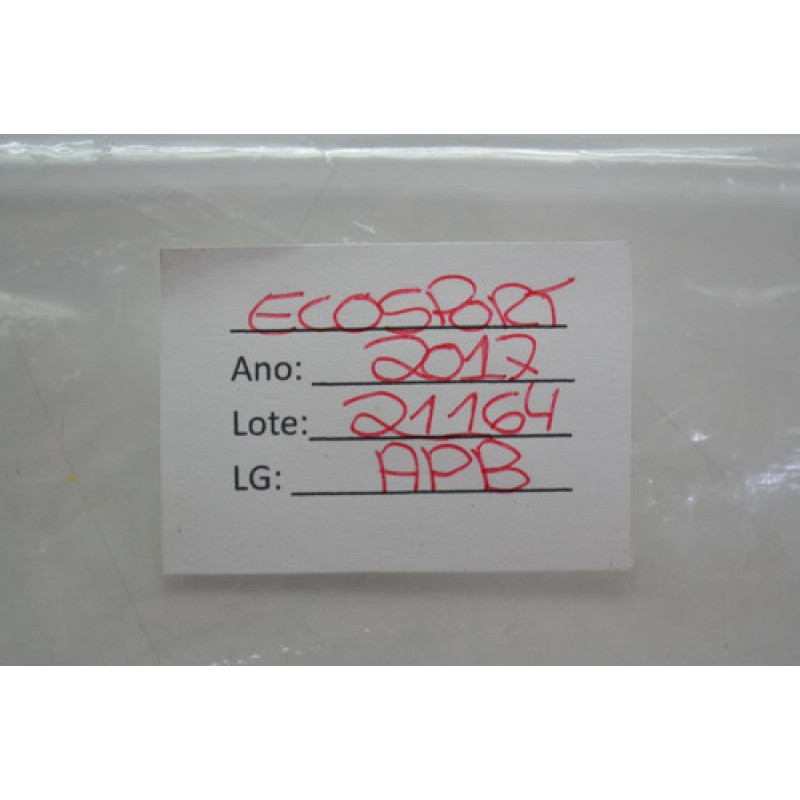 ECOSPORT
Ano: 2017
Lote: 21164
LG: APB